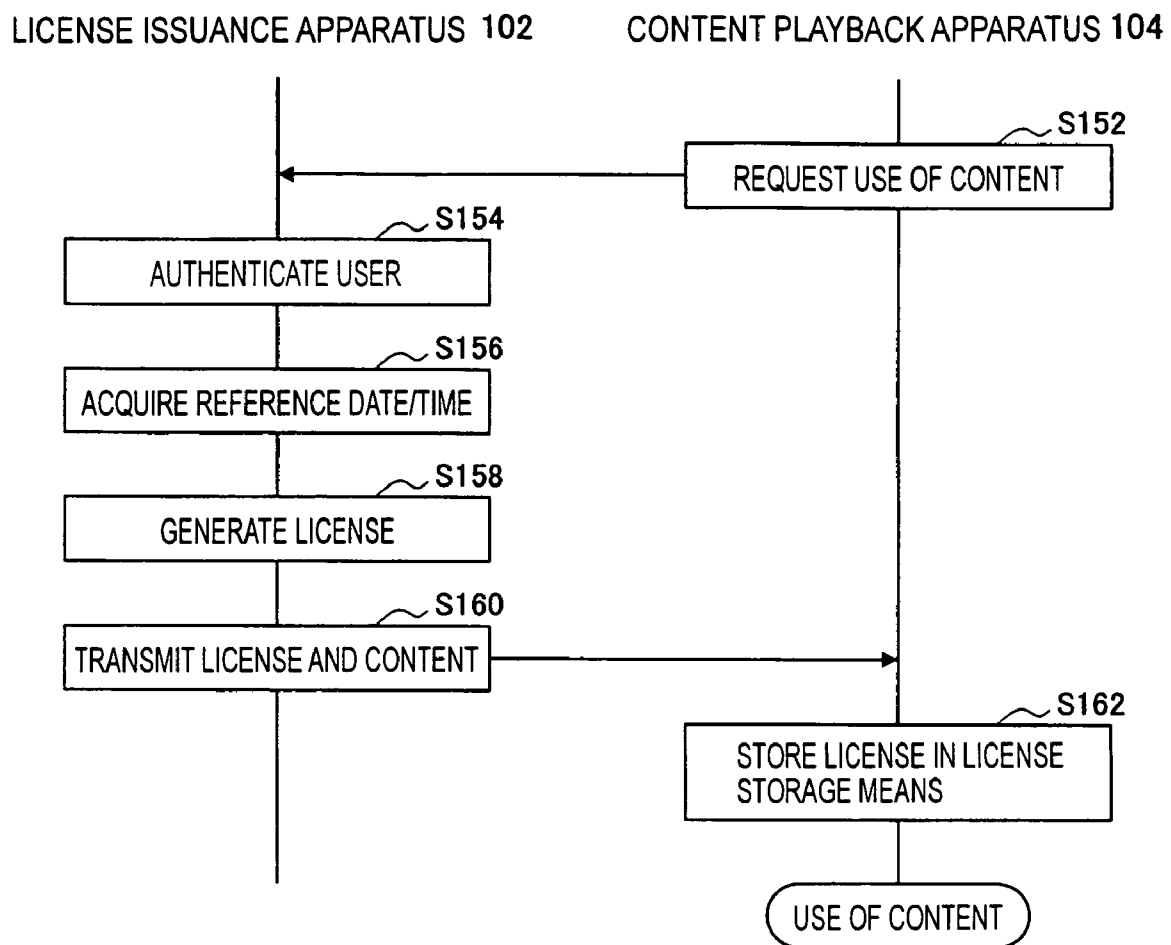 LICENSE ISSUANCE APPARATUS 102
CONTENT PLAYBACK APPARATUS 104
S152
REQUEST USE OF CONTENT
S154
AUTHENTICATE USER
S156
ACQUIRE REFERENCE DATE/TIME
S158
GENERATE LICENSE
S160
TRANSMIT LICENSE AND CONTENT
S162
STORE LICENSE IN LICENSE
STORAGE MEANS
USE OF CONTENT